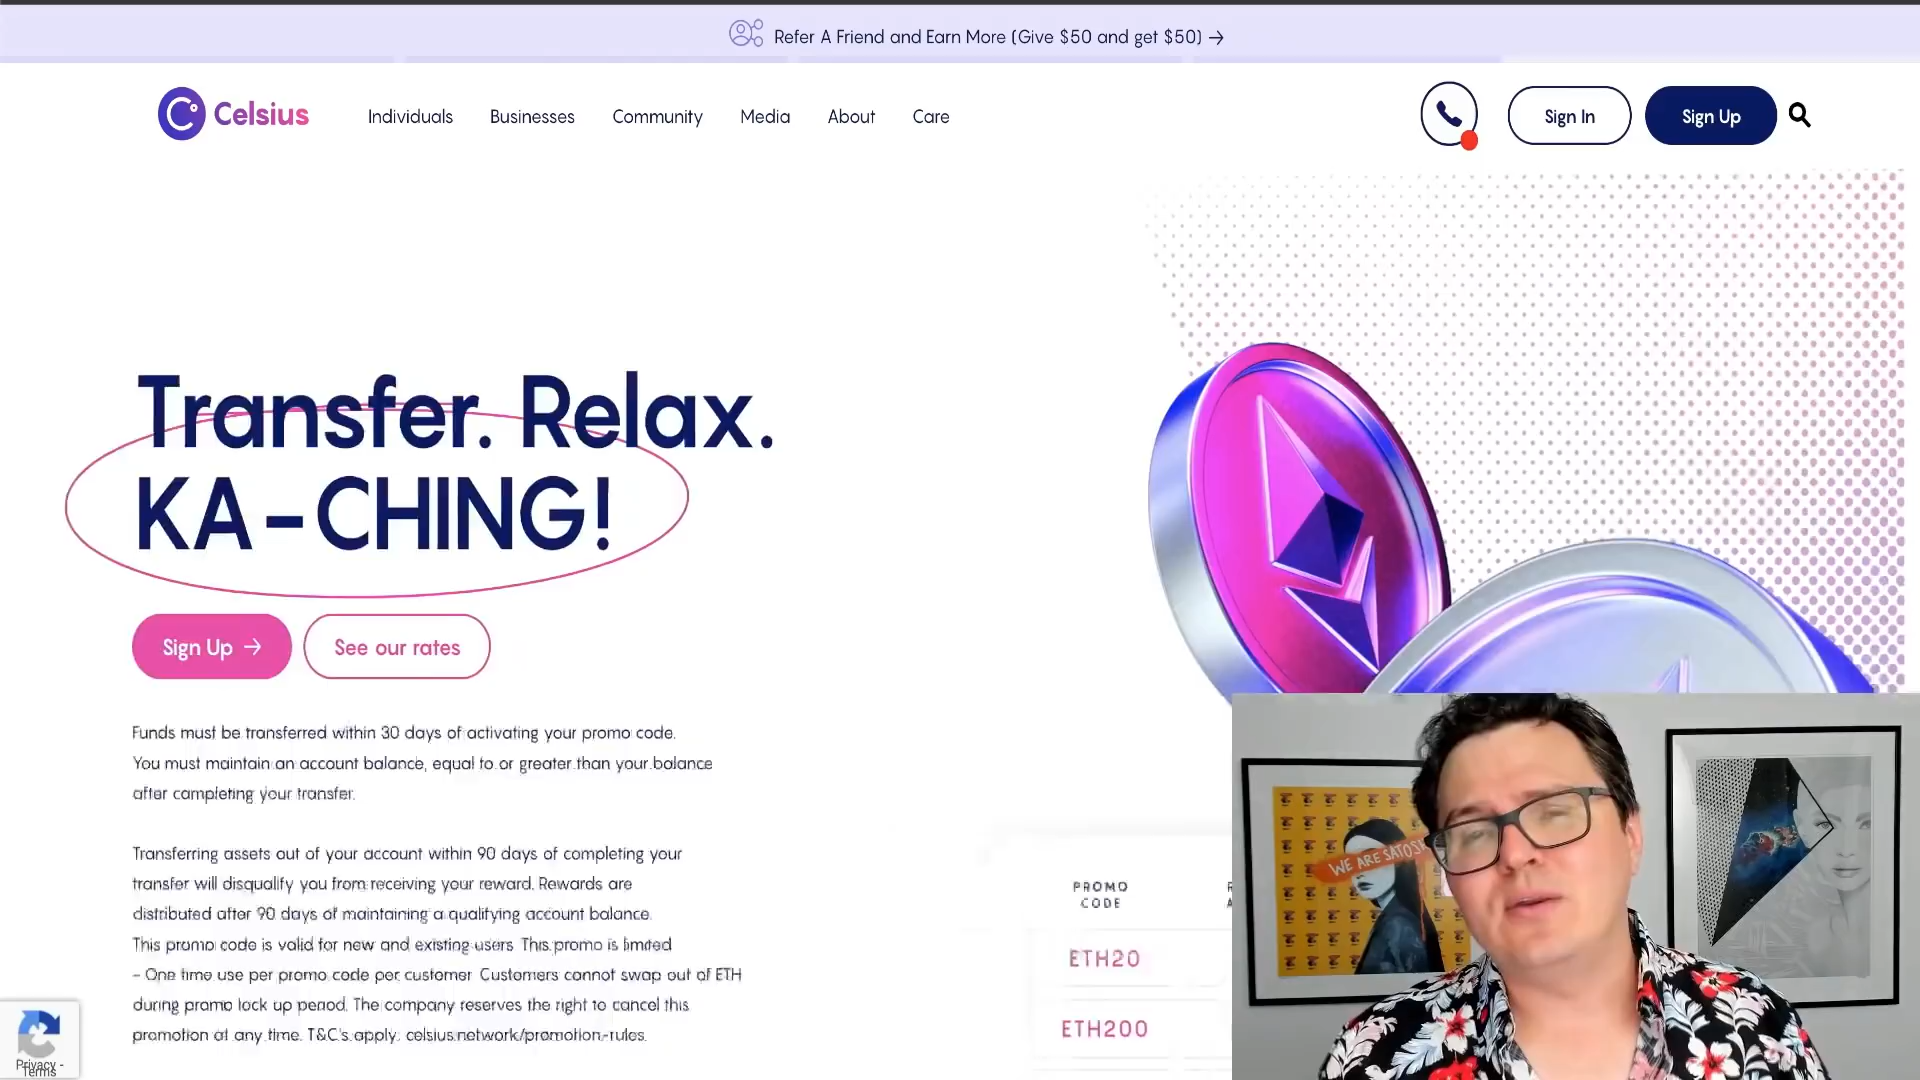 Refer A Friend and Earn More (Give $50 and get $50) →
Celsius
Individuals Businesses Community Media About Care
Sign In
Sign Up
Transfer. Relax.
KA-CHING!
Sign Up →
See our rates
Funds must be transferred within 30 days of activating your promo code.
You must maintain an account balance, equal to or greater than your balance
after completing your transfer.
Transferring assets out of your account within 90 days of completing your
transfer will disqualify you from receiving your reward. Rewards are
distributed after 90 days of maintaining a qualifying account balance.
This promo code is valid for new and existing users. This promo is limited
- One time use per promo code per customer. Customers cannot swap out of ETH
during promo lock up period. The company reserves the right to cancel this
promotion at any time. T&C's apply: celsius.network/promotion-rules.
PROMO
CODE
ETH20
ETH200
WE ARE SATOSH
Privacy -
Terms